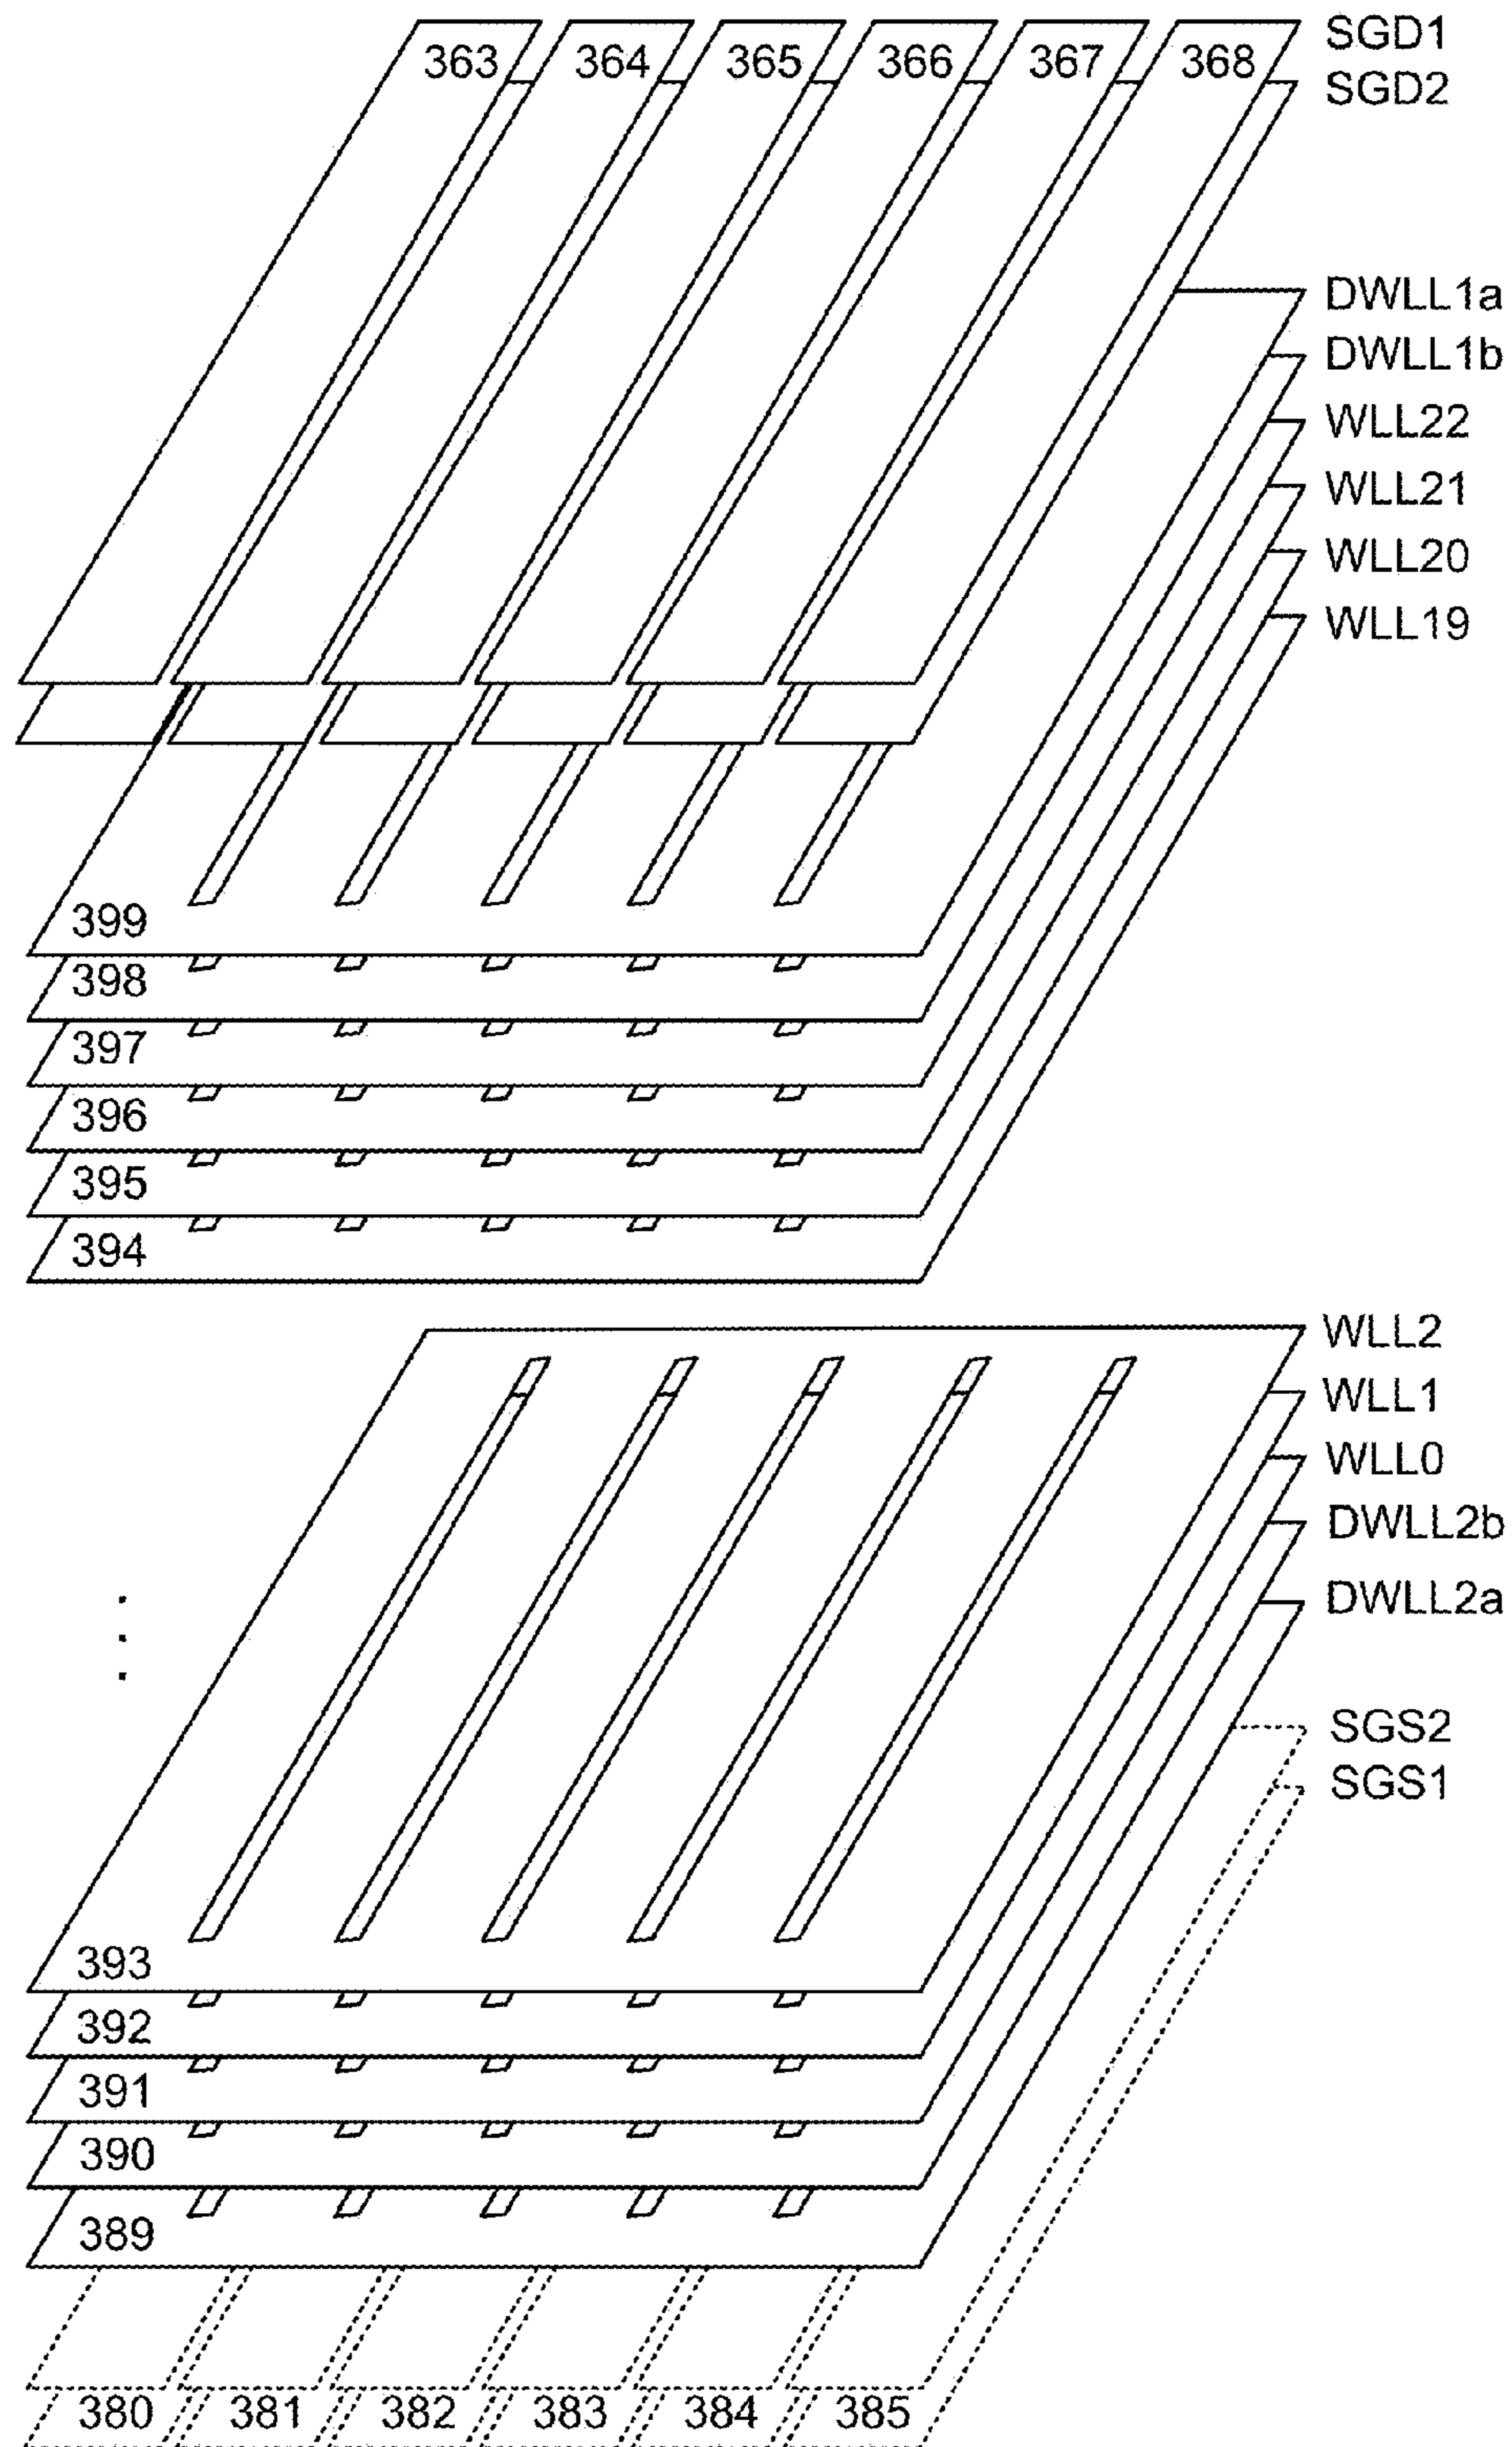 363 364 365 366 367 368 SGD1
SGD2
DWLL1a
DWLL1b
WLL22
WLL21
WLL20
WLL19
399
398
397
396
395
394
WLL2
WLL1
WLL0
DWLL2b
DWLL2a
SGS2
SGS1
393
392
391
390
389
380 381 382 383 384 385